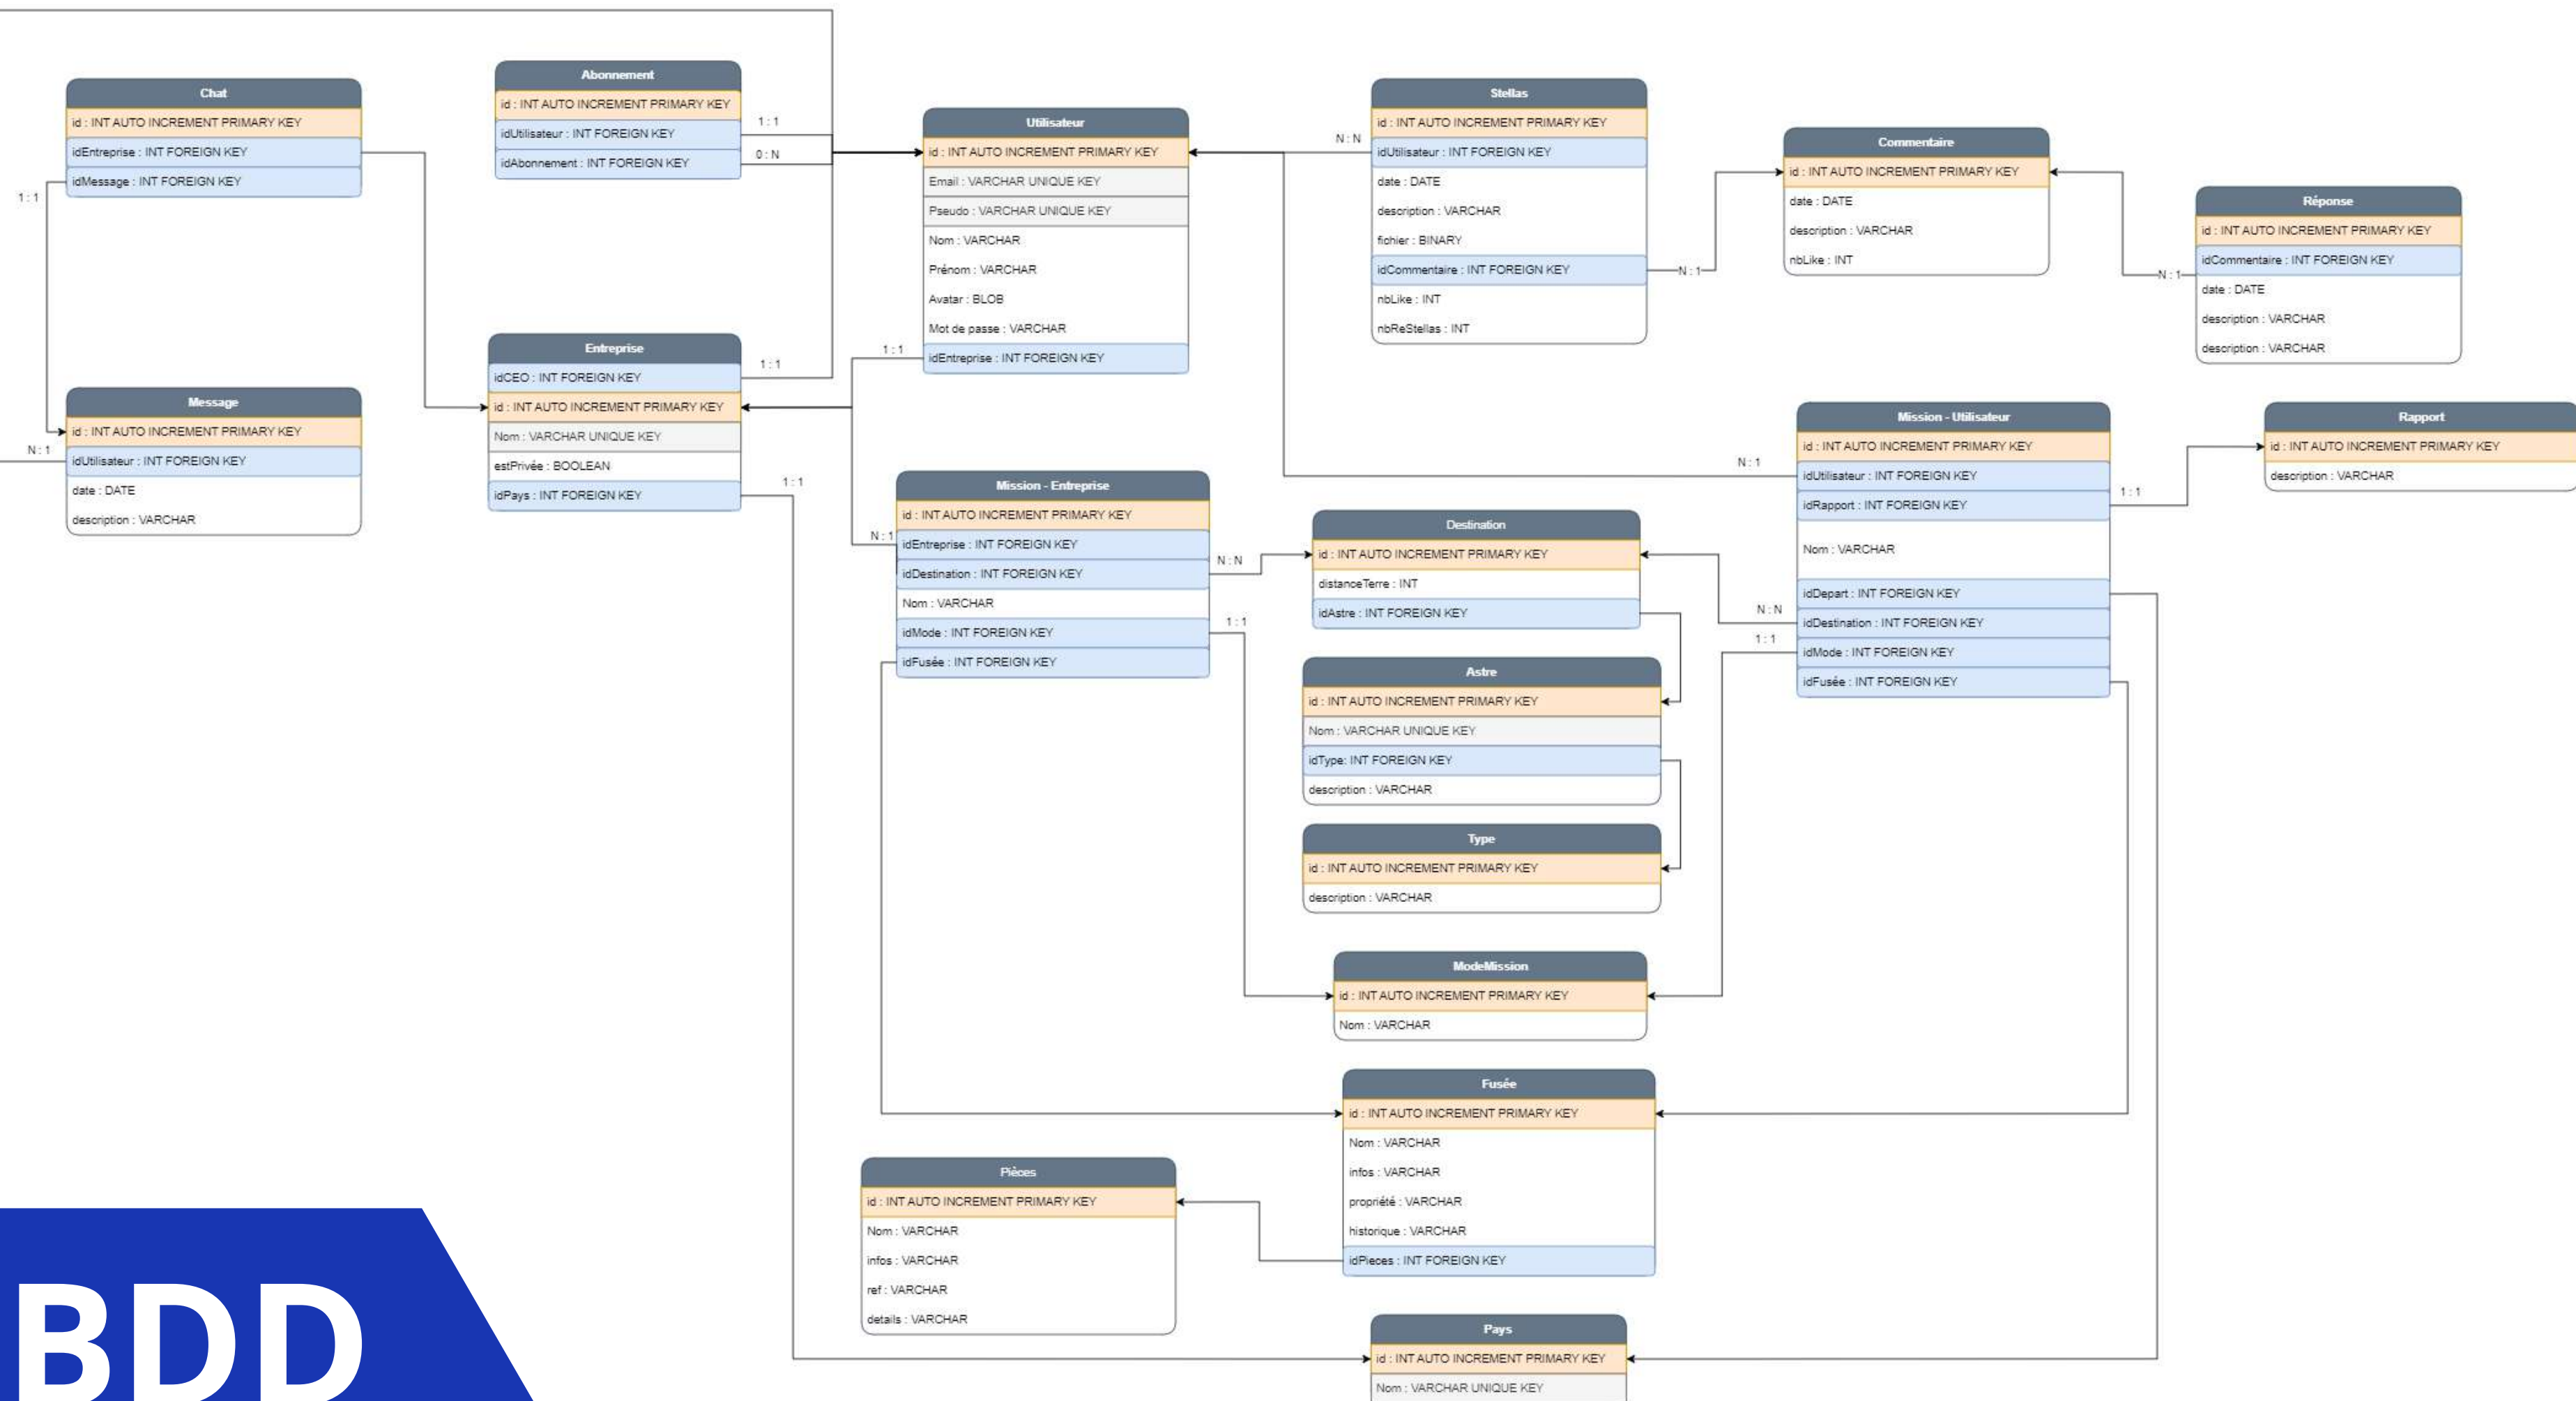 Chat
id : INT AUTO INCREMENT PRIMARY KEY
idEntreprise : INT FOREIGN KEY
idMessage : INT FOREIGN KEY
1 : 1
Message
id : INT AUTO INCREMENT PRIMARY KEY
idUtilisateur : INT FOREIGN KEY
date : DATE
description : VARCHAR
N : 1
Abonnement
id : INT AUTO INCREMENT PRIMARY KEY
idUtilisateur : INT FOREIGN KEY
idAbonnement : INT FOREIGN KEY
1 : 1
0 : N
Entreprise
idCEO : INT FOREIGN KEY
id : INT AUTO INCREMENT PRIMARY KEY
Nom : VARCHAR UNIQUE KEY
estPrivée : BOOLEAN
idPays : INT FOREIGN KEY
1 : 1
1 : 1
Utilisateur
id : INT AUTO INCREMENT PRIMARY KEY
Email : VARCHAR UNIQUE KEY
Pseudo : VARCHAR UNIQUE KEY
Nom : VARCHAR
Prénom : VARCHAR
Avatar : BLOB
Mot de passe : VARCHAR
idEntreprise : INT FOREIGN KEY
1 : 1
Stellas
id : INT AUTO INCREMENT PRIMARY KEY
idUtilisateur : INT FOREIGN KEY
date : DATE
description : VARCHAR
fichier : BINARY
idCommentaire : INT FOREIGN KEY
nbLike : INT
nbReStellas : INT
N : N
N : 1
Commentaire
id : INT AUTO INCREMENT PRIMARY KEY
date : DATE
description : VARCHAR
nbLike : INT
Réponse
id : INT AUTO INCREMENT PRIMARY KEY
idCommentaire : INT FOREIGN KEY
date : DATE
description : VARCHAR
description : VARCHAR
N : 1
Mission - Entreprise
id : INT AUTO INCREMENT PRIMARY KEY
idEntreprise : INT FOREIGN KEY
idDestination : INT FOREIGN KEY
Nom : VARCHAR
idMode : INT FOREIGN KEY
idFusée : INT FOREIGN KEY
N : 1
N : N
1 : 1
Destination
id : INT AUTO INCREMENT PRIMARY KEY
distanceTerre : INT
idAstre : INT FOREIGN KEY
Mission - Utilisateur
id : INT AUTO INCREMENT PRIMARY KEY
idUtilisateur : INT FOREIGN KEY
idRapport : INT FOREIGN KEY
Nom : VARCHAR
idDepart : INT FOREIGN KEY
idDestination : INT FOREIGN KEY
idMode : INT FOREIGN KEY
idFusée : INT FOREIGN KEY
N : 1
1 : 1
N : N
1 : 1
Rapport
id : INT AUTO INCREMENT PRIMARY KEY
description : VARCHAR
Astre
id : INT AUTO INCREMENT PRIMARY KEY
Nom : VARCHAR UNIQUE KEY
idType: INT FOREIGN KEY
description : VARCHAR
Type
id : INT AUTO INCREMENT PRIMARY KEY
description : VARCHAR
ModeMission
id : INT AUTO INCREMENT PRIMARY KEY
Nom : VARCHAR
Fusée
id : INT AUTO INCREMENT PRIMARY KEY
Nom : VARCHAR
infos : VARCHAR
propriété : VARCHAR
historique : VARCHAR
idPieces : INT FOREIGN KEY
Pièces
id : INT AUTO INCREMENT PRIMARY KEY
Nom : VARCHAR
infos : VARCHAR
ref : VARCHAR
details : VARCHAR
Pays
id : INT AUTO INCREMENT PRIMARY KEY
Nom : VARCHAR UNIQUE KEY
BDD